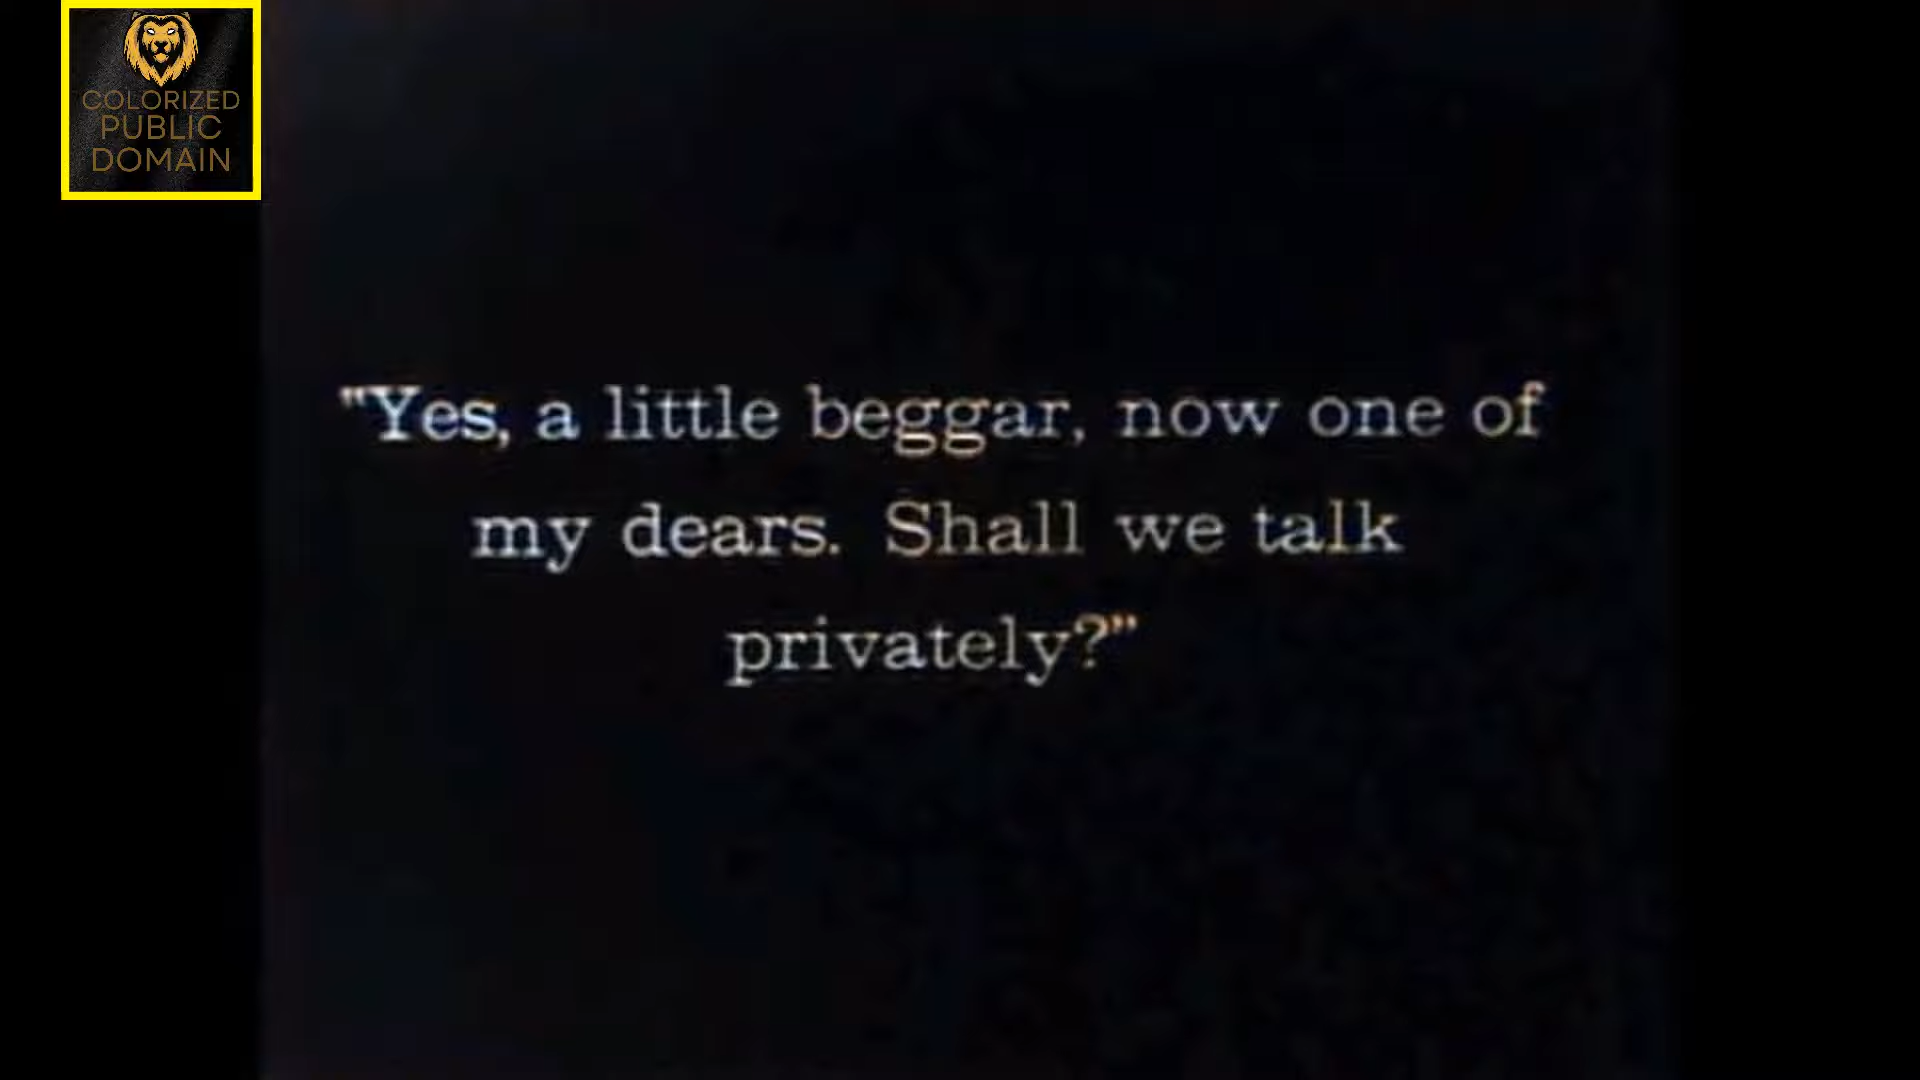 COLORIZED
PUBLIC
DOMAIN
"Yes, a little beggar, now one of
my dears. Shall we talk
privately?"